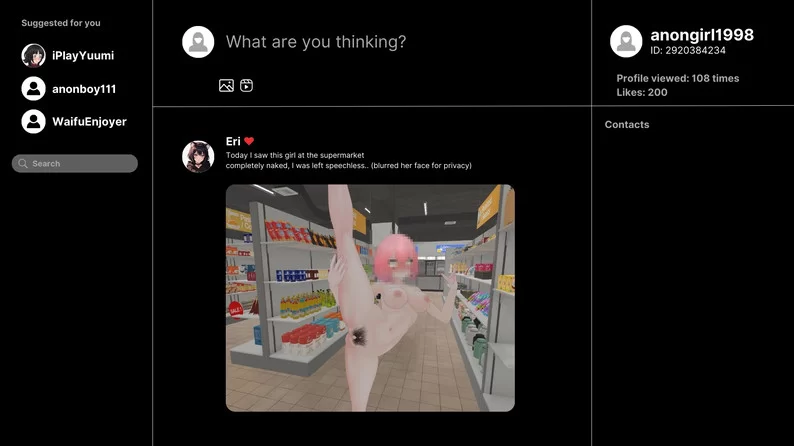 Suggested for you
iPlayYuumi
anonboy111
WaifuEnjoyer
Search
What are you thinking?
Eri
Today I saw this girl at the supermarket
completely naked, I was left speechless.. (blurred her face for privacy)
SALE
anongirl1998
ID: 2920384234
Profile viewed: 108 times
Likes: 200
Contacts